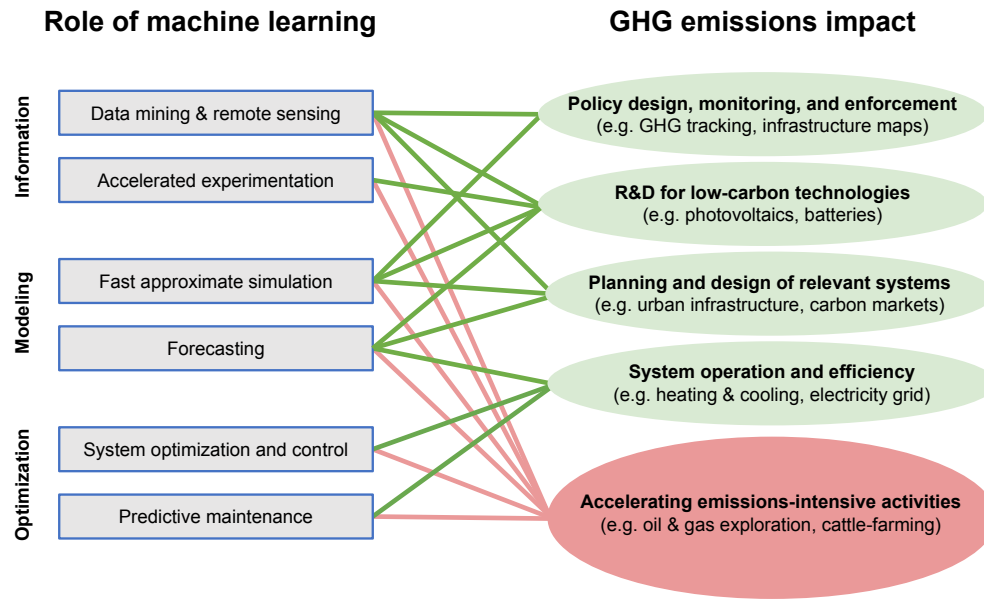 Role of machine learning
GHG emissions impact
Information
Data mining & remote sensing
Accelerated experimentation
Modeling
Fast approximate simulation
Forecasting
Optimization
System optimization and control
Predictive maintenance
Policy design, monitoring, and enforcement
(e.g. GHG tracking, infrastructure maps)
R&D for low-carbon technologies
(e.g. photovoltaics, batteries)
Planning and design of relevant systems
(e.g. urban infrastructure, carbon markets)
System operation and efficiency
(e.g. heating & cooling, electricity grid)
Accelerating emissions-intensive activities
(e.g. oil & gas exploration, cattle-farming)